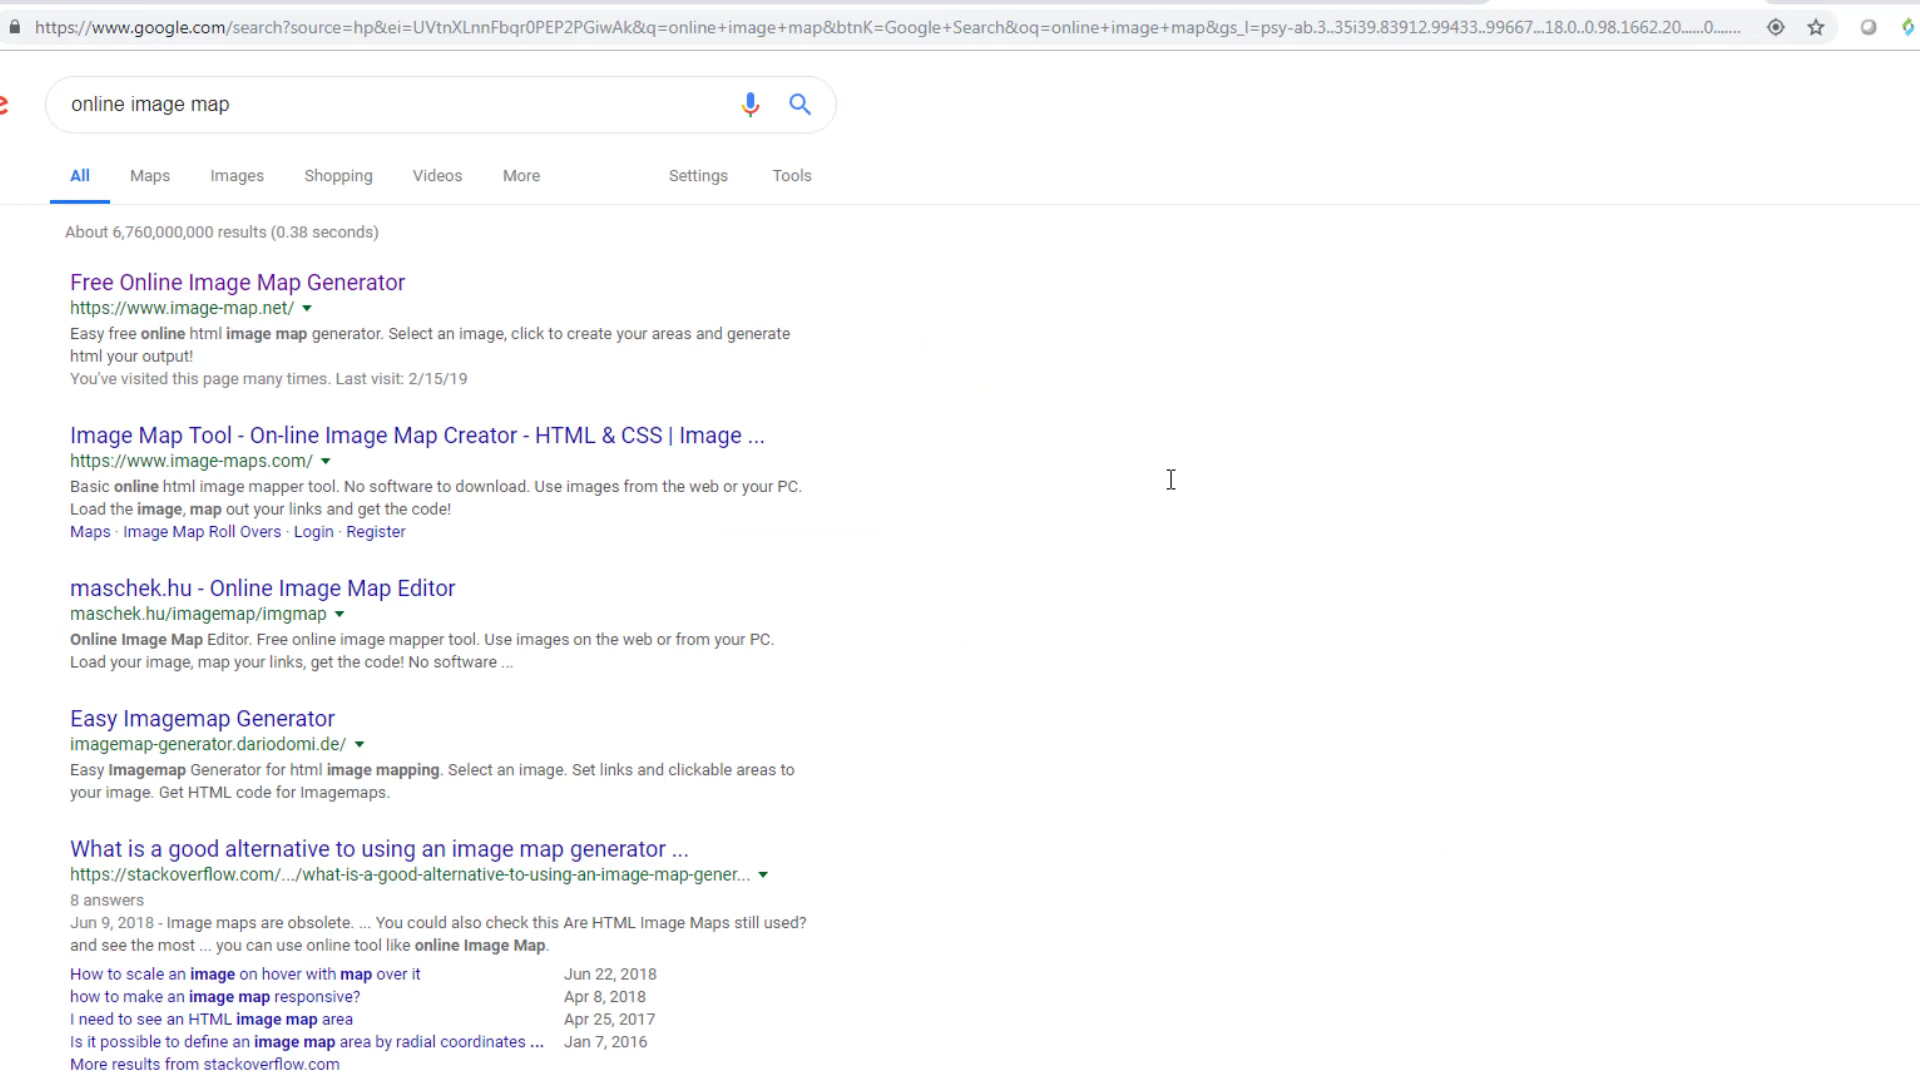 https://www.google.com/search?source=hp&ei=UVtnXLnnFbqr0PEP2PGiwAk&q=online+image+map&btnK=Google+Search&oq=online+image+map&gs_l=psy-ab.3..35i39.83912.99433..99667...18.0..0.98.1662.20......0.......
e
online image map
All Maps Images Shopping Videos More Settings Tools
About 6,760,000,000 results (0.38 seconds)
Free Online Image Map Generator
https://www.image-map.net/
Easy free online html image map generator. Select an image, click to create your areas and generate
html your output!
You've visited this page many times. Last visit: 2/15/19
Image Map Tool - On-line Image Map Creator - HTML & CSS | Image ...
https://www.image-maps.com/
Basic online html image mapper tool. No software to download. Use images from the web or your PC.
Load the image, map out your links and get the code!
Maps · Image Map Roll Overs · Login · Register
maschek.hu - Online Image Map Editor
maschek.hu/imagemap/imgmap
Online Image Map Editor. Free online image mapper tool. Use images on the web or from your PC.
Load your image, map your links, get the code! No software ...
Easy Imagemap Generator
imagemap-generator.dariodomi.de/
Easy Imagemap Generator for html image mapping. Select an image. Set links and clickable areas to
your image. Get HTML code for Imagemaps.
What is a good alternative to using an image map generator ...
https://stackoverflow.com/.../what-is-a-good-alternative-to-using-an-image-map-gener...
8 answers
Jun 9, 2018 - Image maps are obsolete. ... You could also check this Are HTML Image Maps still used?
and see the most ... you can use online tool like online Image Map.
How to scale an image on hover with map over it Jun 22, 2018
how to make an image map responsive? Apr 8, 2018
I need to see an HTML image map area Apr 25, 2017
Is it possible to define an image map area by radial coordinates ... Jan 7, 2016
More results from stackoverflow.com